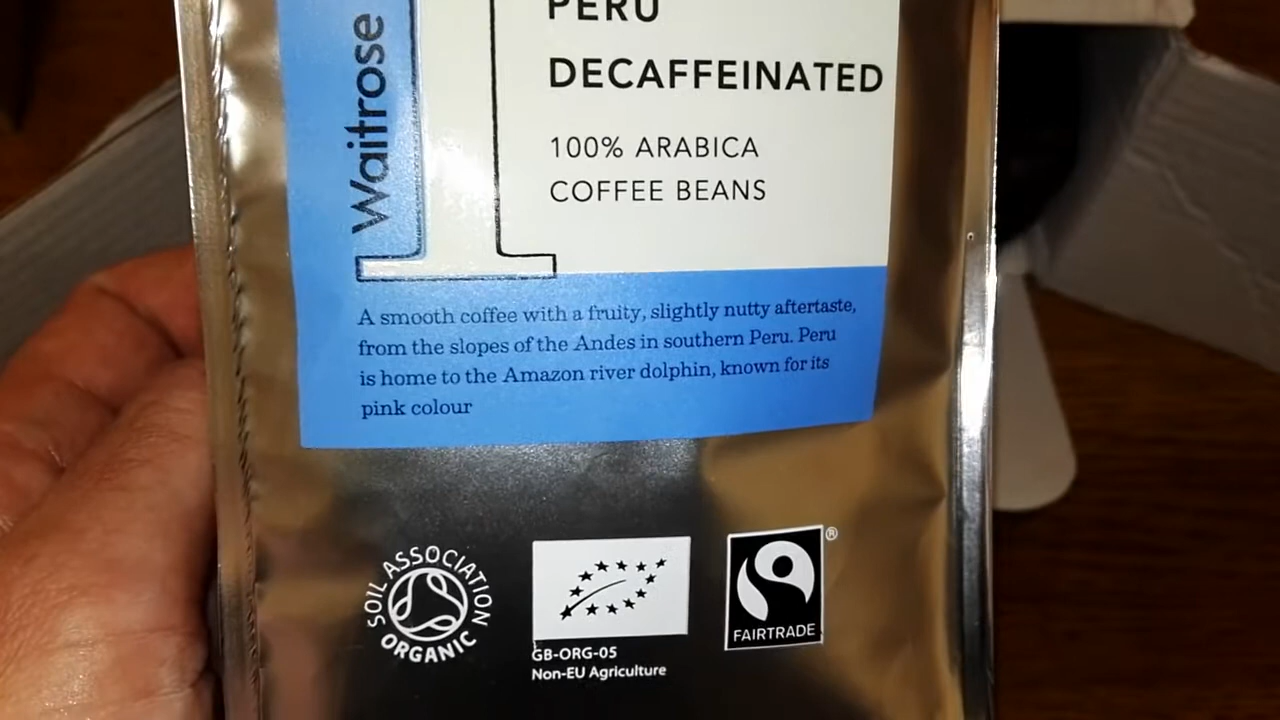 Waitrose
1
PERU
DECAFFEINATED
100% ARABICA
COFFEE BEANS
A smooth coffee with a fruity, slightly nutty aftertaste,
from the slopes of the Andes in southern Peru. Peru
is home to the Amazon river dolphin, known for its
pink colour
SOIL ASSOCIATION
ORGANIC
GB-ORG-05
Non-EU Agriculture
FAIRTRADE
®